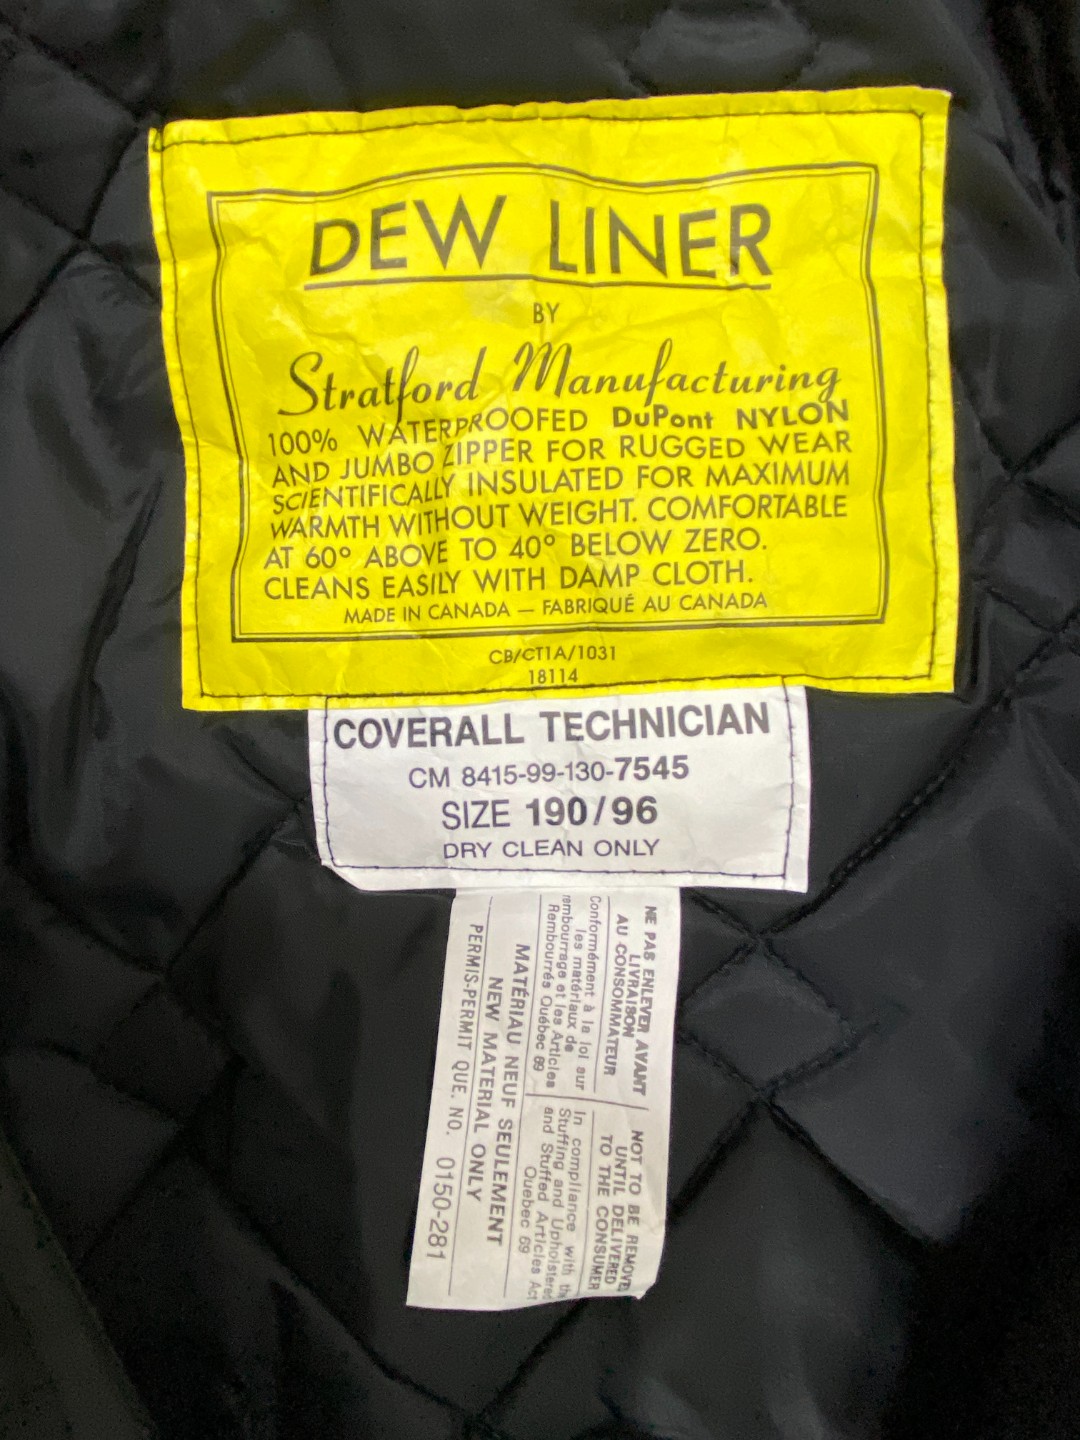 DEW LINER
BY
Stratford Manufacturing
100% WATERPROOFED DuPont NYLON
AND JUMBO ZIPPER FOR RUGGED WEAR
SCIENTIFICALLY INSULATED FOR MAXIMUM
WARMTH WITHOUT WEIGHT. COMFORTABLE
AT 60° ABOVE TO 40° BELOW ZERO.
CLEANS EASILY WITH DAMP CLOTH.
MADE IN CANADA — FABRIQUÉ AU CANADA
CB/CT1A/1031
18114
COVERALL TECHNICIAN
CM 8415-99-130-7545
SIZE 190/96
DRY CLEAN ONLY
NE PAS ENLEVER AVANT
LIVRAISON
AU CONSOMMATEUR
Conformément à la loi sur
les matériaux de
rembourrage et les Articles
Rembourrés Québec 69
NOT TO BE REMOVE
UNTIL DELIVERED
TO THE CONSUMER
In compliance with th
Stuffing and Upholstered
and Stuffed Articles Act
Quebec 69
MATÉRIAU NEUF SEULEMENT
NEW MATERIAL ONLY
PERMIS-PERMIT QUE. NO. 0150-281